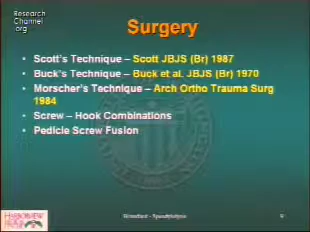 Research
Channel
.org
Surgery
• Scott's Technique – Scott JBJS (Br) 1987
• Buck's Technique – Buck et al. JBJS (Br) 1970
• Morscher's Technique – Arch Ortho Trauma Surg
1984
• Screw – Hook Combinations
• Pedicle Screw Fusion